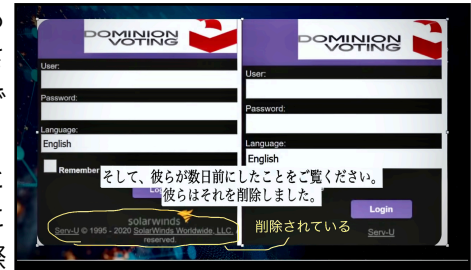 DOMINION
VOTING
User:
Password:
Language:
English
Remember
Lo
solarwinds
Serv-U © 1995 - 2020 SolarWinds Worldwide, LLC.
reserved.
DOMINION
VOTING
User:
Password:
Language:
English
Login
Serv-U
そして、彼らが数日前にしたことをご覧ください。
彼らはそれを削除しました。
削除されている